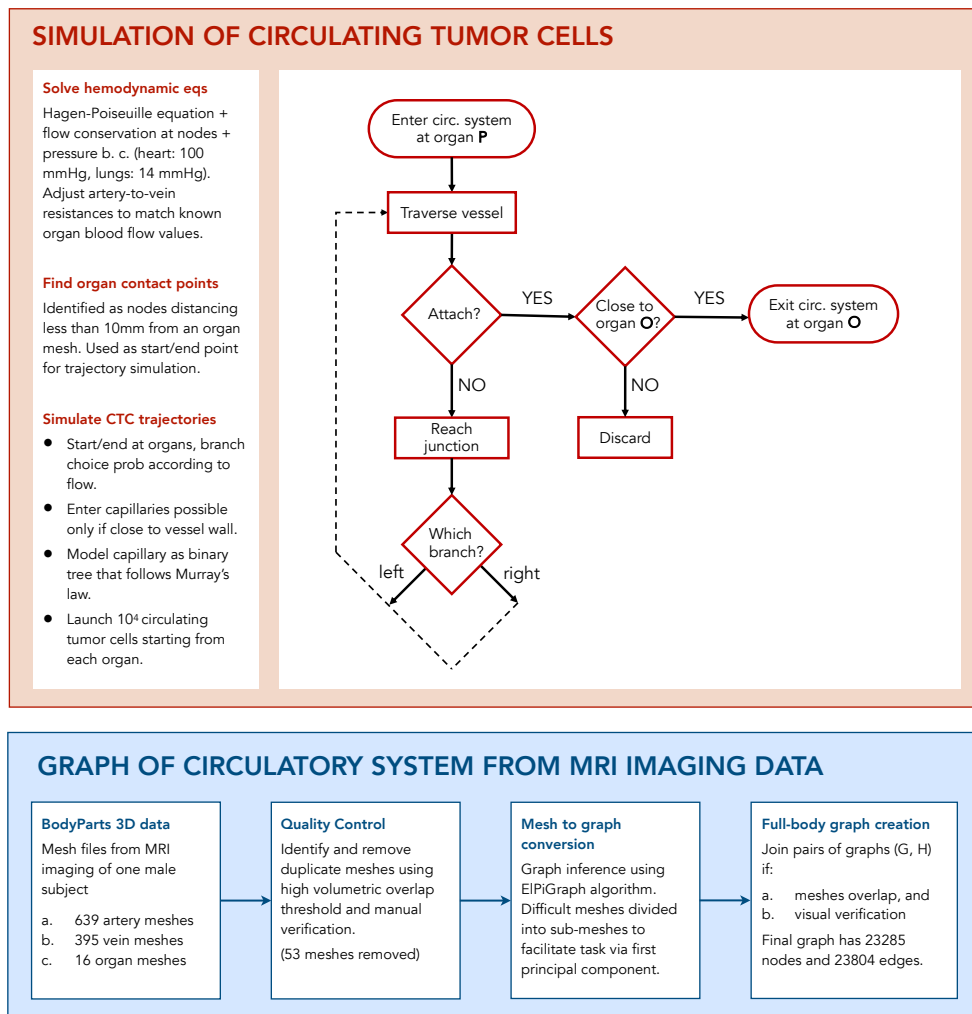 SIMULATION OF CIRCULATING TUMOR CELLS
Solve hemodynamic eqs
Hagen-Poiseuille equation +
flow conservation at nodes +
pressure b. c. (heart: 100
mmHg, lungs: 14 mmHg).
Adjust artery-to-vein
resistances to match known
organ blood flow values.
Find organ contact points
Identified as nodes distancing
less than 10mm from an organ
mesh. Used as start/end point
for trajectory simulation.
Simulate CTC trajectories
● Start/end at organs, branch
choice prob according to
flow.
● Enter capillaries possible
only if close to vessel wall.
● Model capillary as binary
tree that follows Murray's
law.
● Launch 10⁴ circulating
tumor cells starting from
each organ.
Enter circ. system
at organ P
Traverse vessel
Attach?
YES
Close to
organ O?
YES
Exit circ. system
at organ O
NO
NO
Reach
junction
Discard
Which
branch?
left
right
GRAPH OF CIRCULATORY SYSTEM FROM MRI IMAGING DATA
BodyParts 3D data
Mesh files from MRI
imaging of one male
subject
a. 639 artery meshes
b. 395 vein meshes
c. 16 organ meshes
Quality Control
Identify and remove
duplicate meshes using
high volumetric overlap
threshold and manual
verification.
(53 meshes removed)
Mesh to graph
conversion
Graph inference using
ElPiGraph algorithm.
Difficult meshes divided
into sub-meshes to
facilitate task via first
principal component.
Full-body graph creation
Join pairs of graphs (G, H)
if:
a. meshes overlap, and
b. visual verification
Final graph has 23285
nodes and 23804 edges.